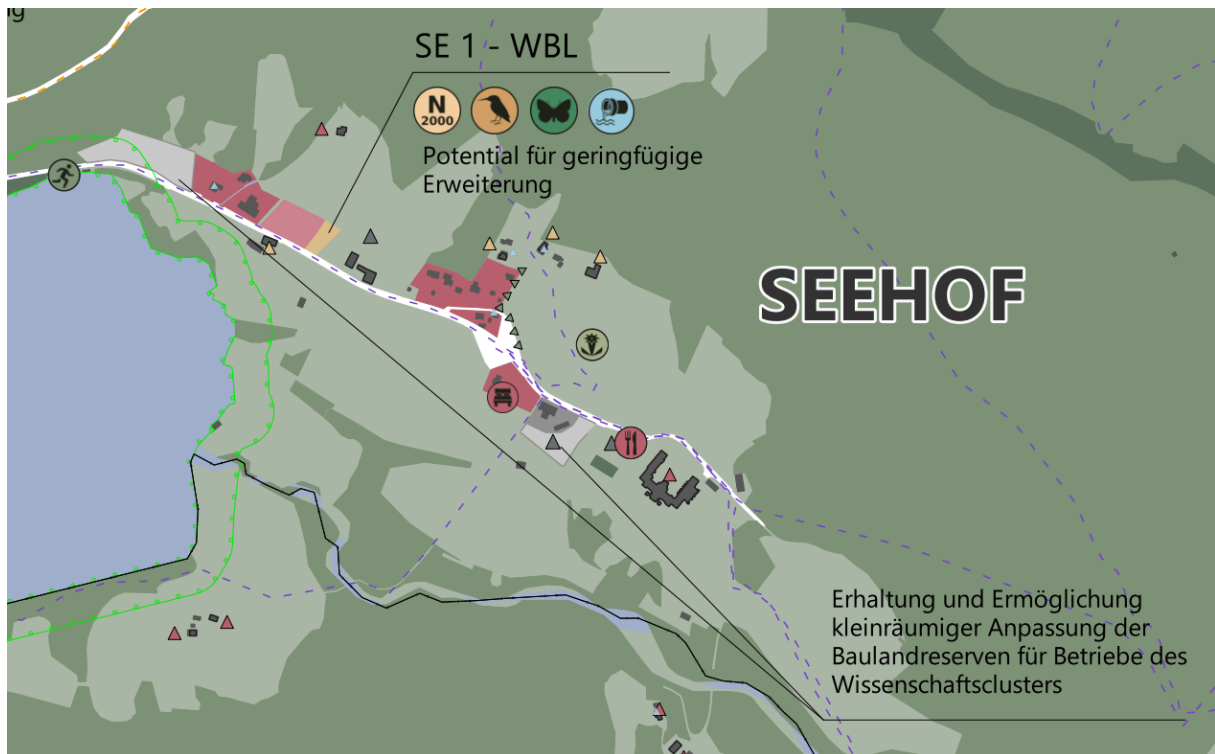 ng
SE 1 - WBL
N
2000
Potential für geringfügige
Erweiterung
SEEHOF
Erhaltung und Ermöglichung
kleinräumiger Anpassung der
Baulandreserven für Betriebe des
Wissenschaftsclusters